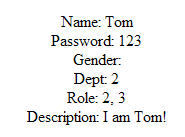 Name: Tom
Password: 123
Gender:
Dept: 2
Role: 2, 3
Description: I am Tom!